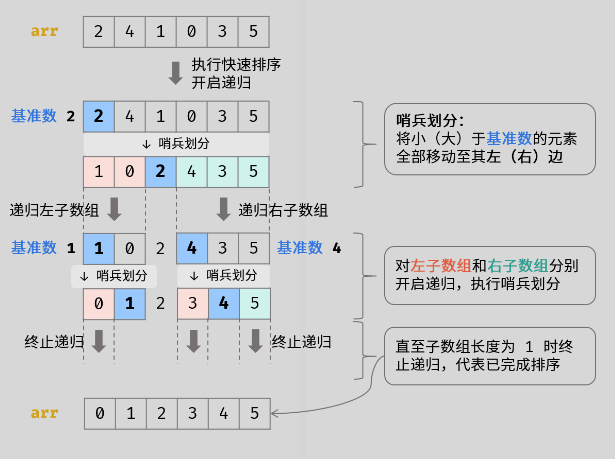 arr 2 4 1 0 3 5
执行快速排序
开启递归
基准数 2 2 4 1 0 3 5
↓ 哨兵划分
1 0 2 4 3 5
哨兵划分：
将小（大）于基准数的元素
全部移动至其左（右）边
递归左子数组 递归右子数组
基准数 1 1 0 2 4 3 5 基准数 4
↓ 哨兵划分 ↓ 哨兵划分
0 1 2 3 4 5
对左子数组和右子数组分别
开启递归，执行哨兵划分
终止递归 终止递归
直至子数组长度为 1 时终
止递归，代表已完成排序
arr 0 1 2 3 4 5